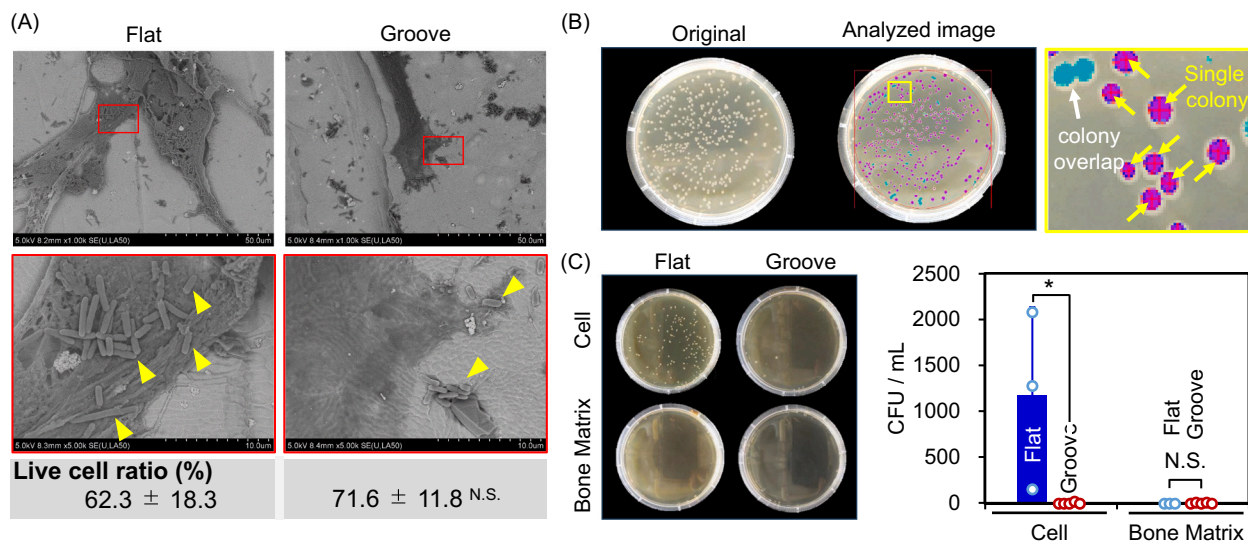 (A)
Flat
Groove
5.0kV 8.2mm x1.00k SE(U,LA50) 50.0um
5.0kV 8.4mm x1.00k SE(U,LA50) 50.0um
5.0kV 8.3mm x5.00k SE(U,LA50) 10.0um
5.0kV 8.4mm x5.00k SE(U,LA50) 10.0um
Live cell ratio (%)
62.3 ± 18.3
71.6 ± 11.8 N.S.
(B)
Original
Analyzed image
Single
colony
colony
overlap
(C)
Flat
Groove
Cell
Bone Matrix
CFU / mL
2500
2000
1500
1000
500
0
*
Flat
Groove
Flat
Groove
N.S.
Cell
Bone Matrix